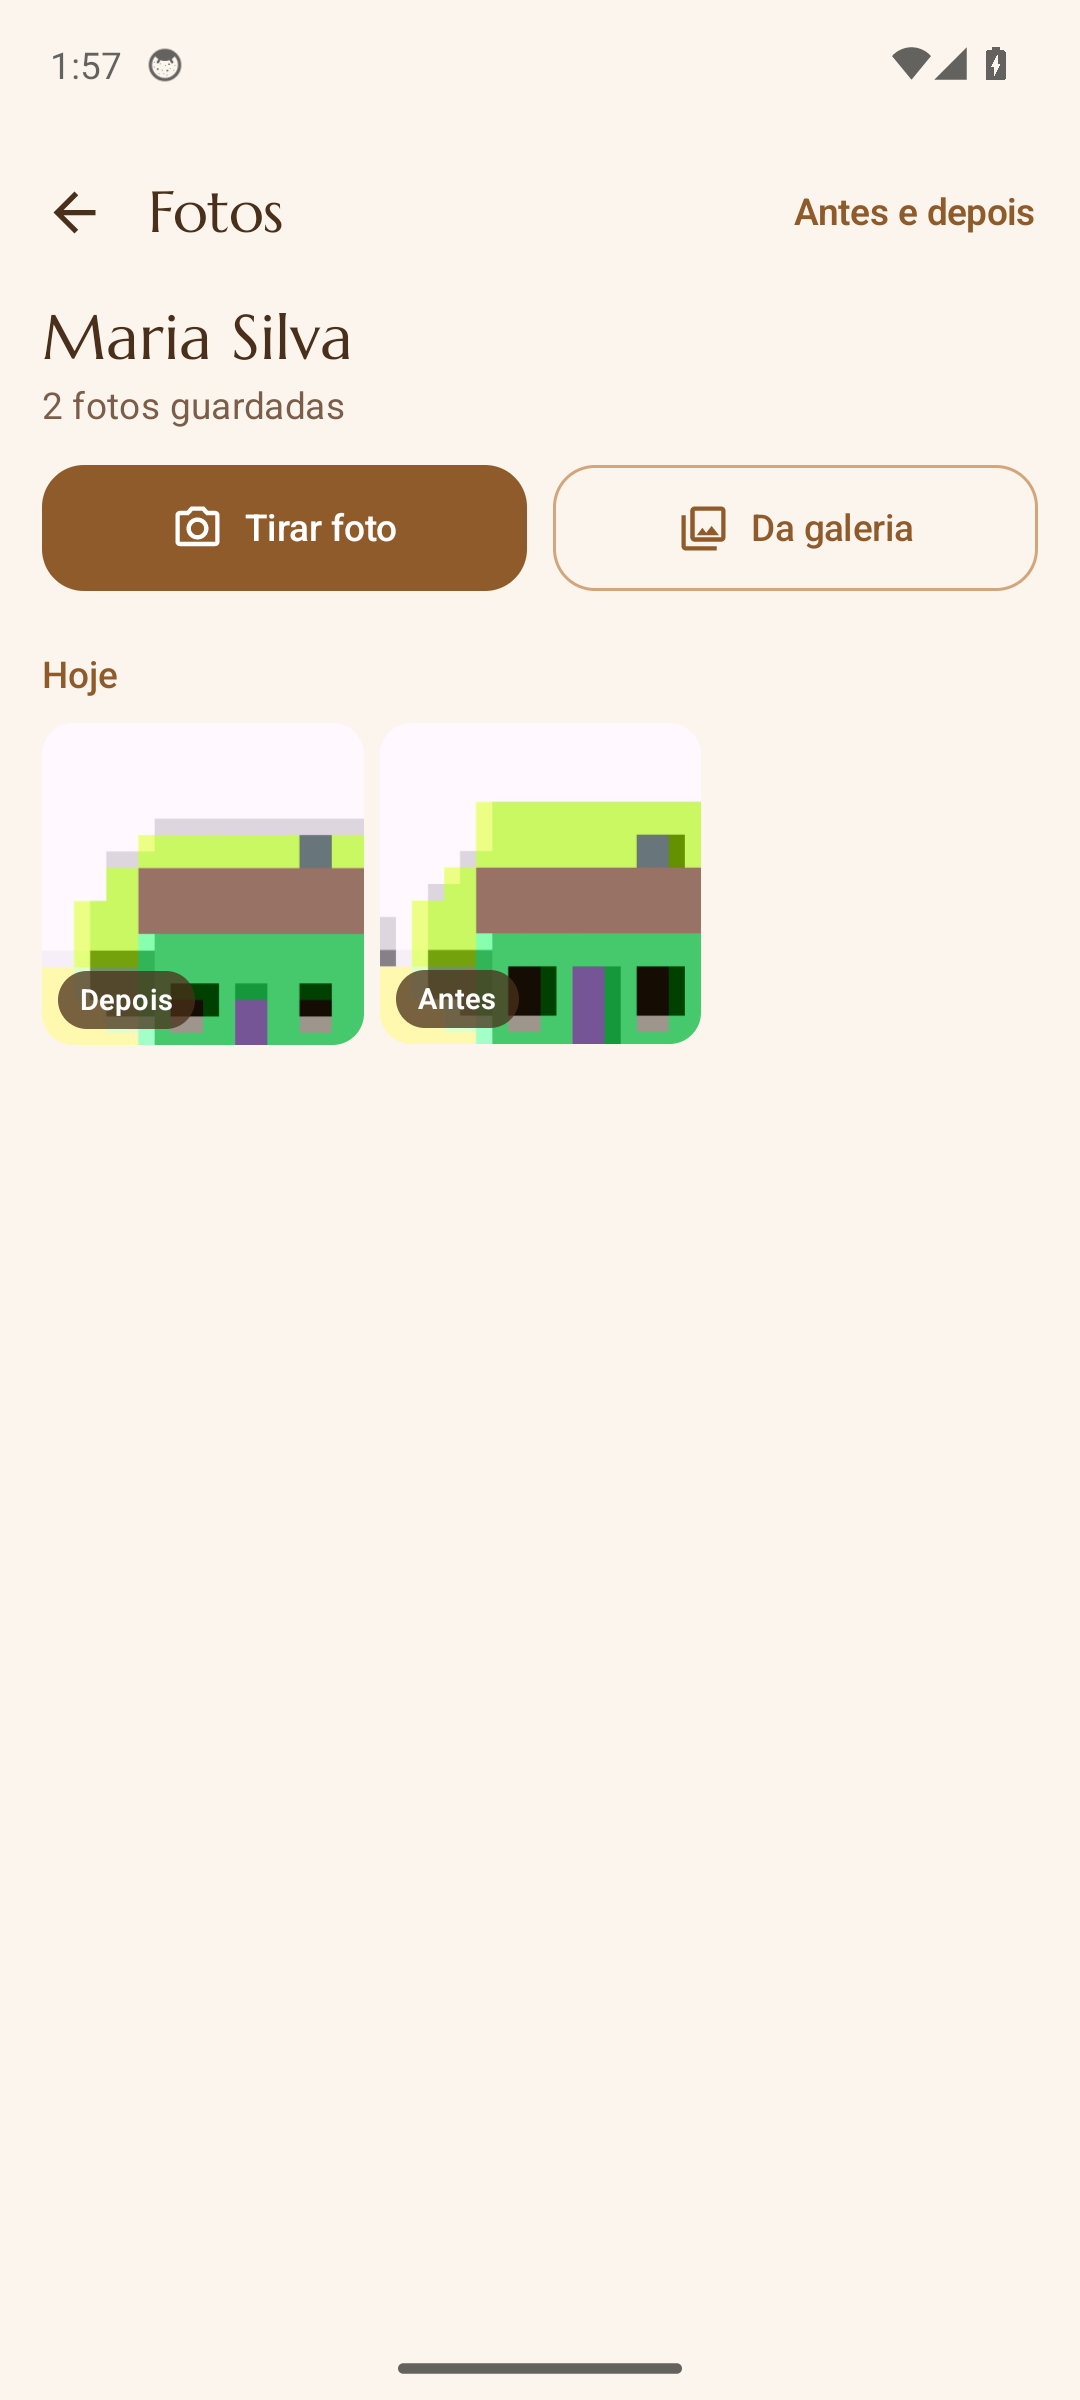 1:57
Fotos
Antes e depois
Maria Silva
2 fotos guardadas
Tirar foto
Da galeria
Hoje
Depois
Antes